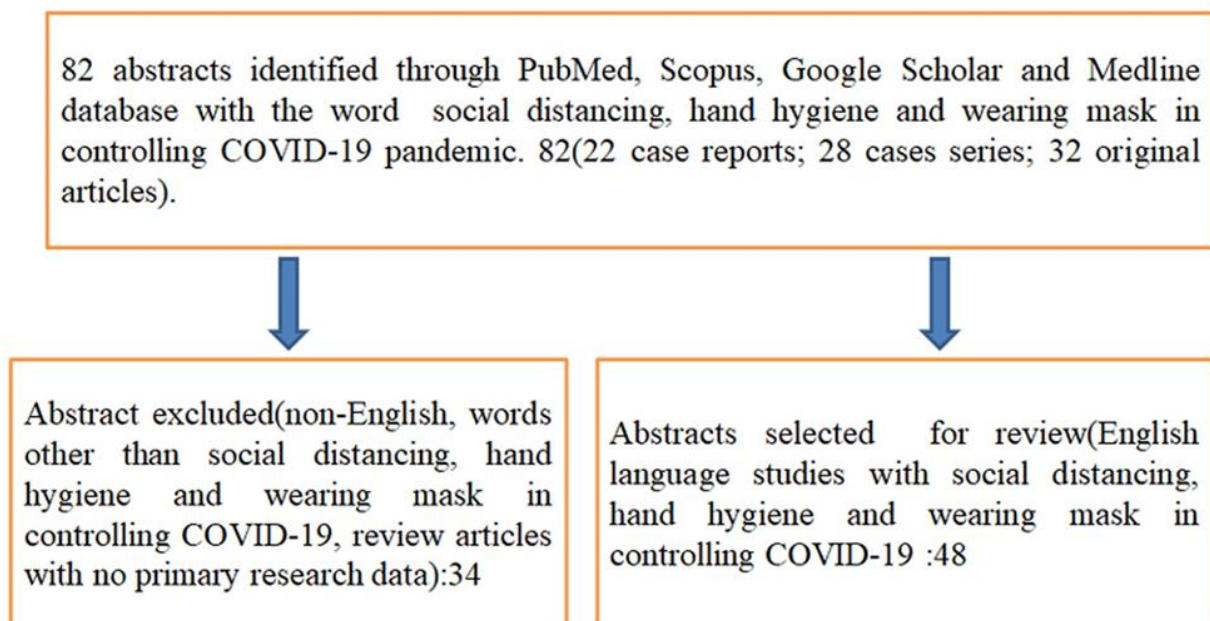 82 abstracts identified through PubMed, Scopus, Google Scholar and Medline
database with the word social distancing, hand hygiene and wearing mask in
controlling COVID-19 pandemic. 82(22 case reports; 28 cases series; 32 original
articles).
Abstract excluded(non-English, words
other than social distancing, hand
hygiene and wearing mask in
controlling COVID-19, review articles
with no primary research data):34
Abstracts selected for review(English
language studies with social distancing,
hand hygiene and wearing mask in
controlling COVID-19 :48